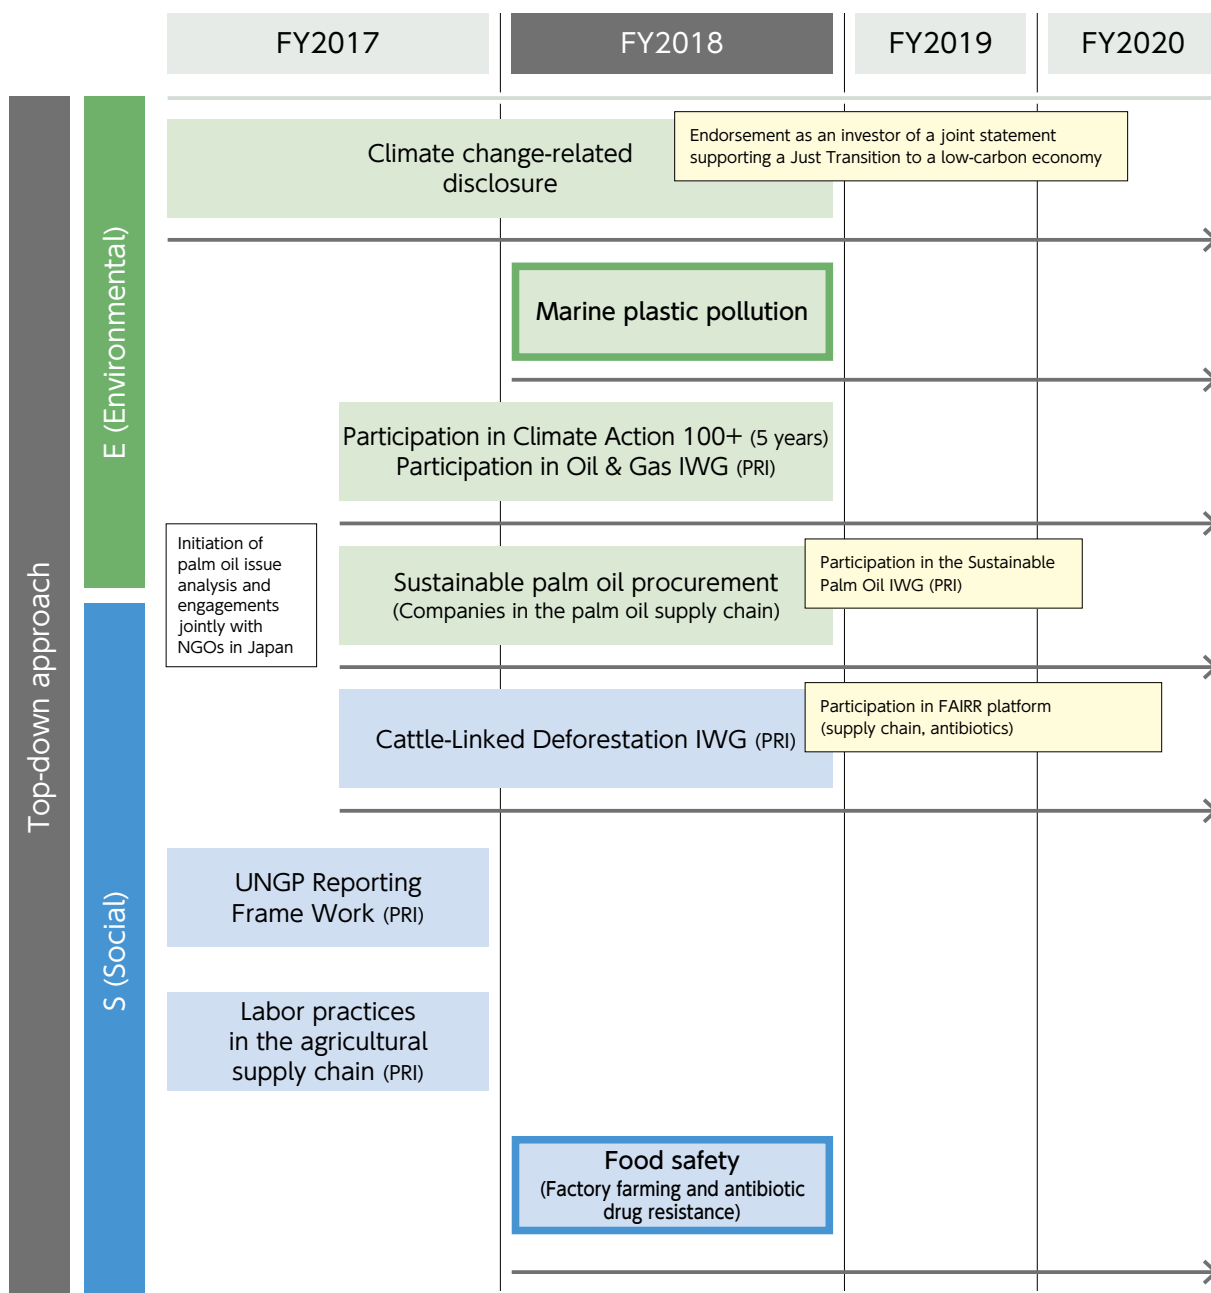 FY2017
FY2018
FY2019
FY2020
Top-down approach
E (Environmental)
Climate change-related
disclosure
Endorsement as an investor of a joint statement
supporting a Just Transition to a low-carbon economy
Marine plastic pollution
Participation in Climate Action 100+ (5 years)
Participation in Oil & Gas IWG (PRI)
Initiation of
palm oil issue
analysis and
engagements
jointly with
NGOs in Japan
Sustainable palm oil procurement
(Companies in the palm oil supply chain)
Participation in the Sustainable
Palm Oil IWG (PRI)
S (Social)
Cattle-Linked Deforestation IWG (PRI)
Participation in FAIRR platform
(supply chain, antibiotics)
UNGP Reporting
Frame Work (PRI)
Labor practices
in the agricultural
supply chain (PRI)
Food safety
(Factory farming and antibiotic
drug resistance)